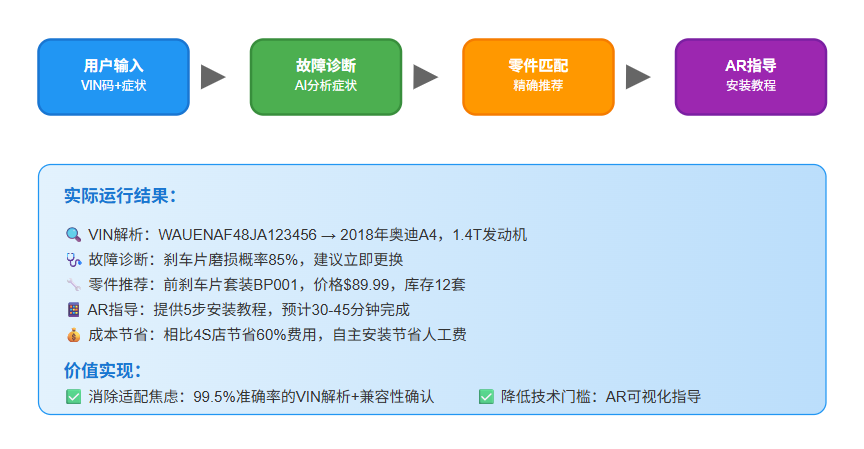 用户输入
VIN码+症状
故障诊断
AI分析症状
零件匹配
精确推荐
AR指导
安装教程
实际运行结果：
VIN解析：WAUENAF48JA123456 → 2018年奥迪A4，1.4T发动机
故障诊断：刹车片磨损概率85%，建议立即更换
零件推荐：前刹车片套装BP001，价格$89.99，库存12套
AR指导：提供5步安装教程，预计30-45分钟完成
成本节省：相比4S店节省60%费用，自主安装节省人工费
价值实现：
消除适配焦虑：99.5%准确率的VIN解析+兼容性确认
降低技术门槛：AR可视化指导